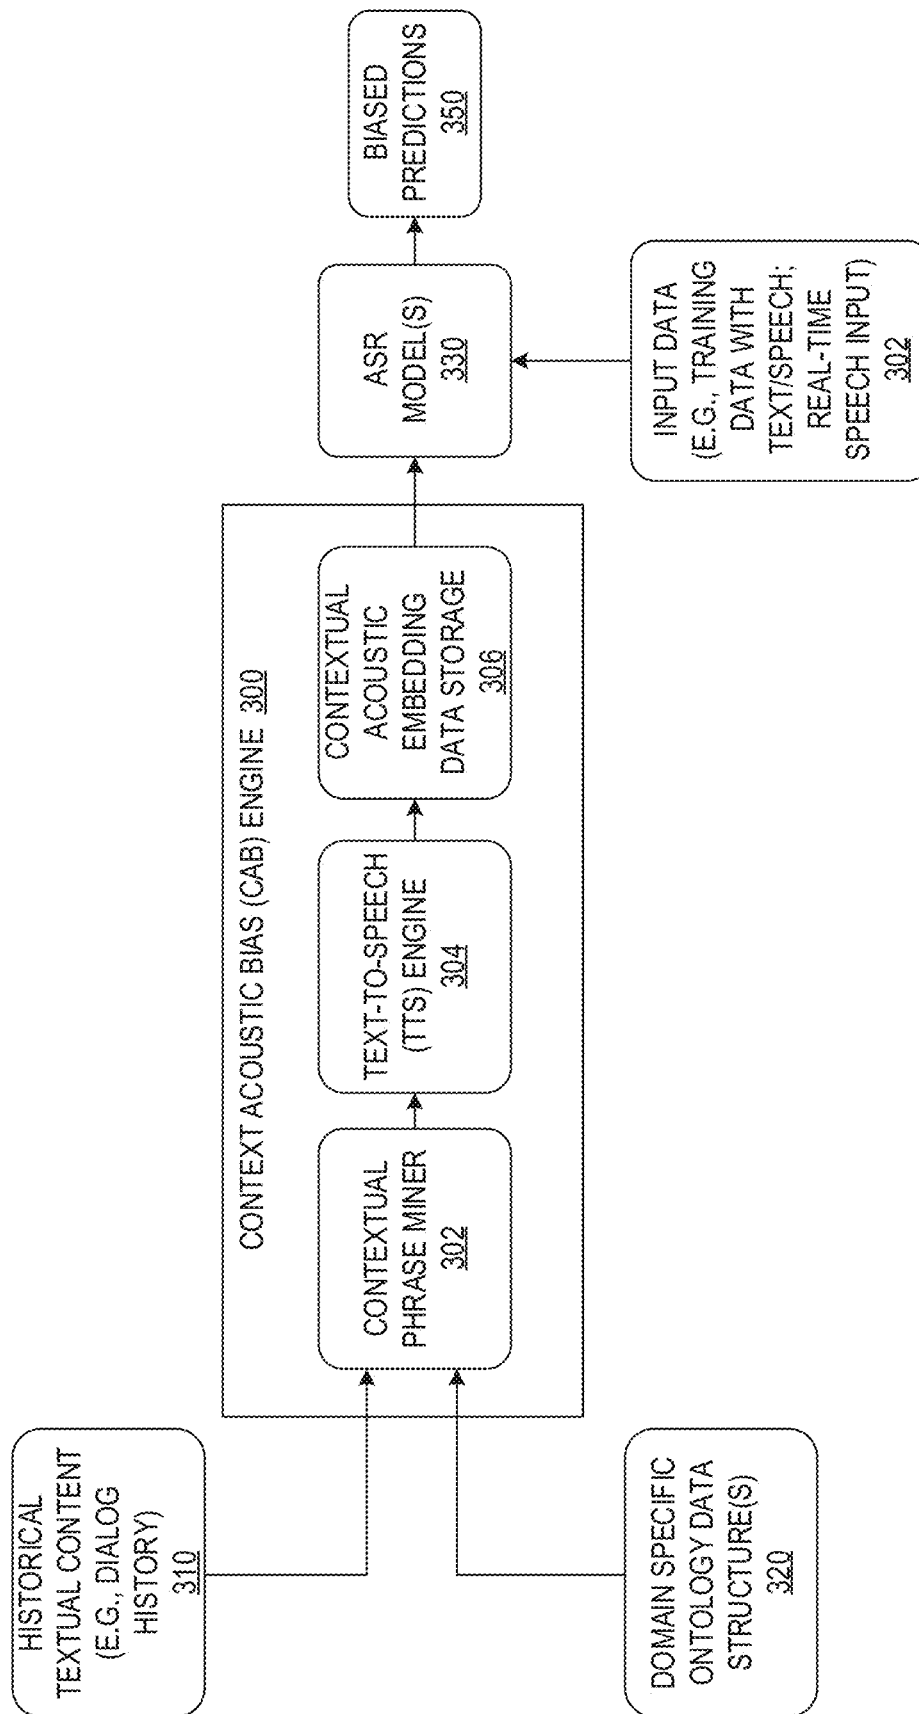 HISTORICAL
TEXTUAL CONTENT
(E.G., DIALOG
HISTORY)
310
DOMAIN SPECIFIC
ONTOLOGY DATA
STRUCTURE(S)
320
CONTEXT ACOUSTIC BIAS (CAB) ENGINE 300
CONTEXTUAL
PHRASE MINER
302
TEXT-TO-SPEECH
(TTS) ENGINE
304
CONTEXTUAL
ACOUSTIC
EMBEDDING
DATA STORAGE
306
ASR
MODEL(S)
330
INPUT DATA
(E.G., TRAINING
DATA WITH
TEXT/SPEECH;
REAL-TIME
SPEECH INPUT)
302
BIASED
PREDICTIONS
350